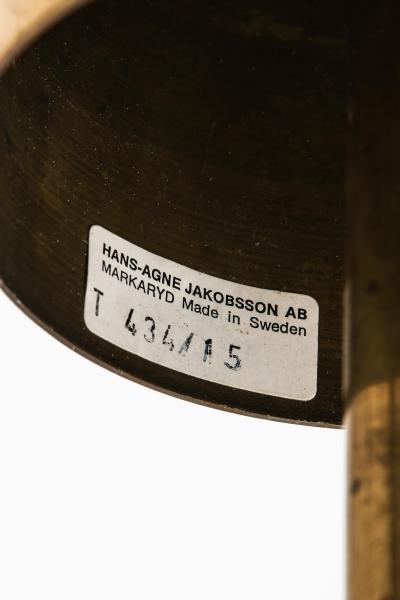 HANS-AGNE JAKOBSSON AB
MARKARYD Made in Sweden
T 434/15